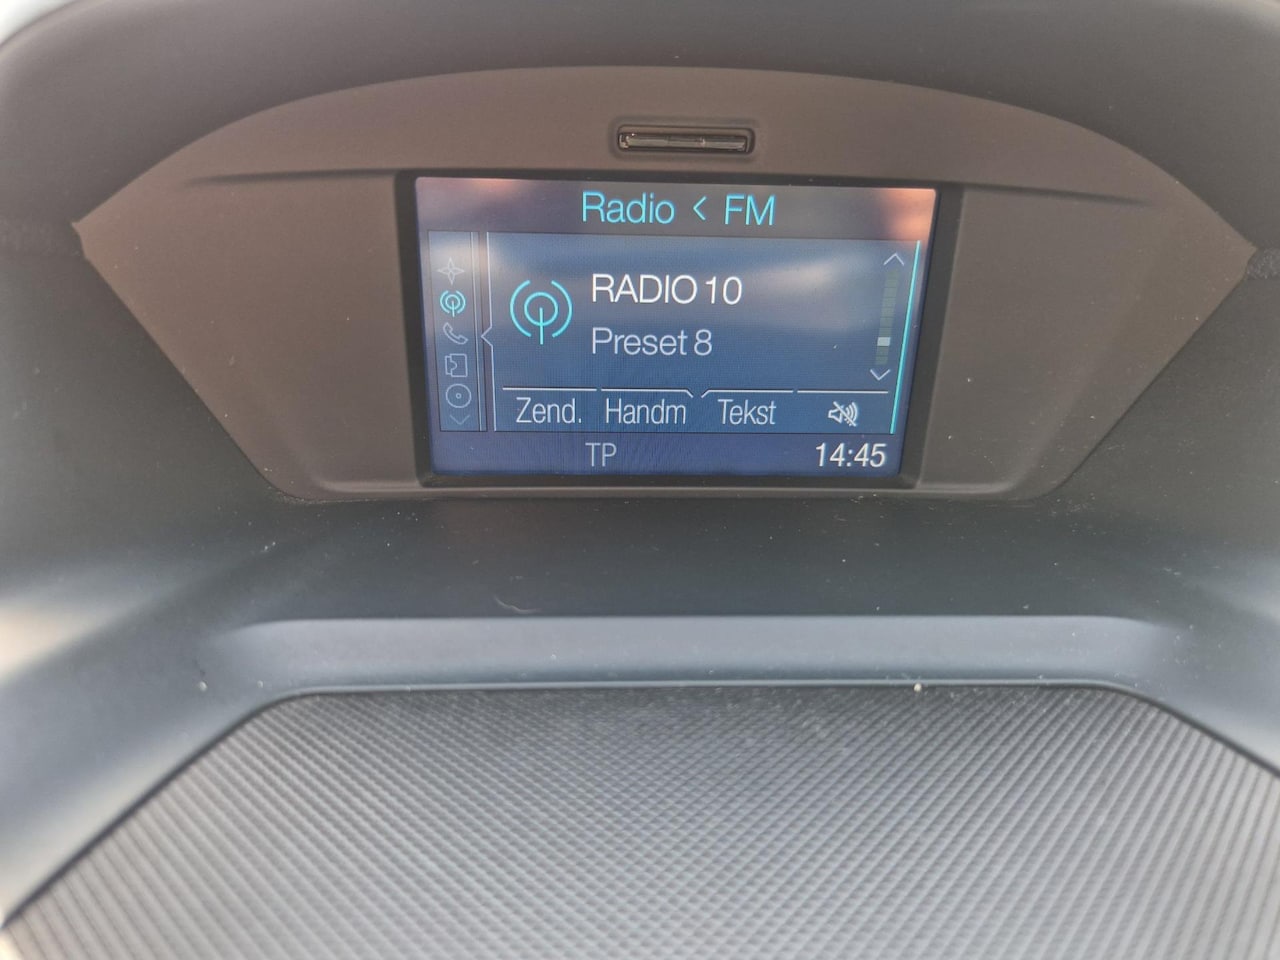 Radio < FM
RADIO 10
Preset 8
Zend. Handm Tekst
TP 14:45